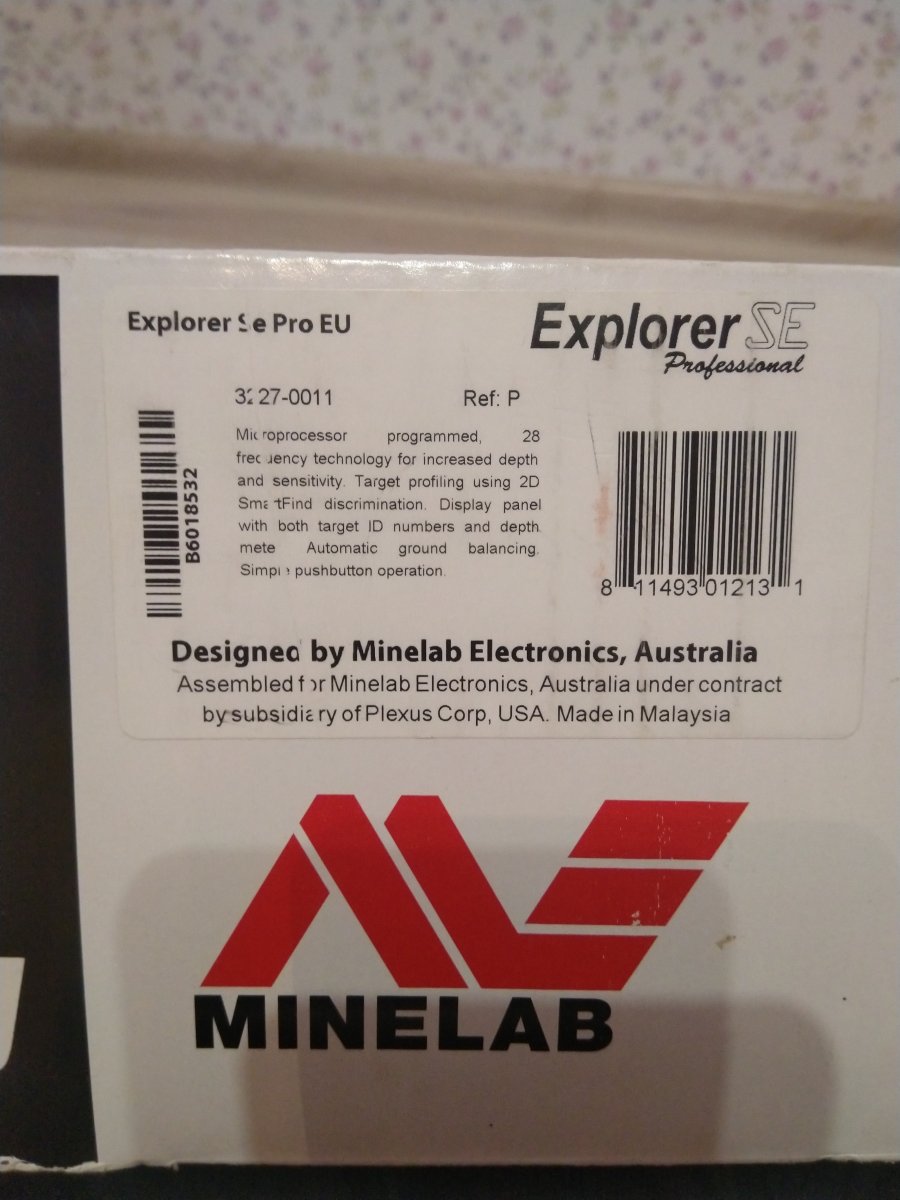 Explorer Se Pro EU
Explorer SE
Professional
3227-0011 Ref: P
Microprocessor programmed, 28
frequency technology for increased depth
and sensitivity. Target profiling using 2D
SmartFind discrimination. Display panel
with both target ID numbers and depth
mete Automatic ground balancing.
Simple pushbutton operation.
B6018532
8 11493 01213 1
Designed by Minelab Electronics, Australia
Assembled for Minelab Electronics, Australia under contract
by subsidiary of Plexus Corp, USA. Made in Malaysia
MINELAB